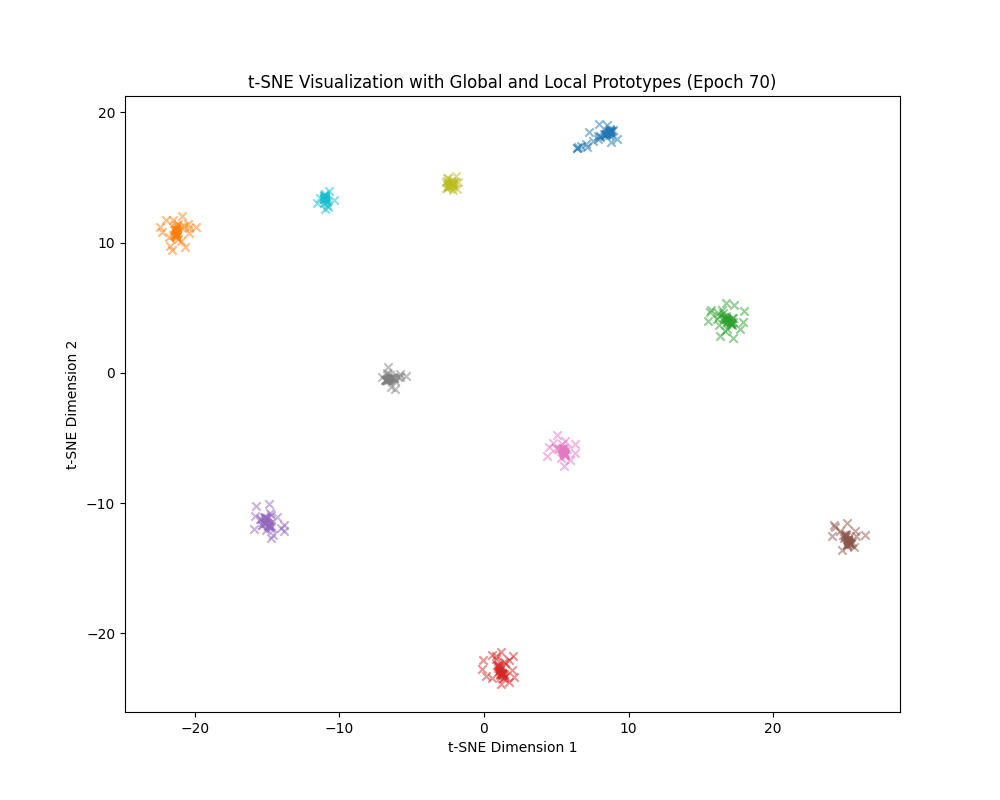 t-SNE Visualization with Global and Local Prototypes (Epoch 70)
20
10
0
−10
−20
t-SNE Dimension 2
−20 −10 0 10 20
t-SNE Dimension 1